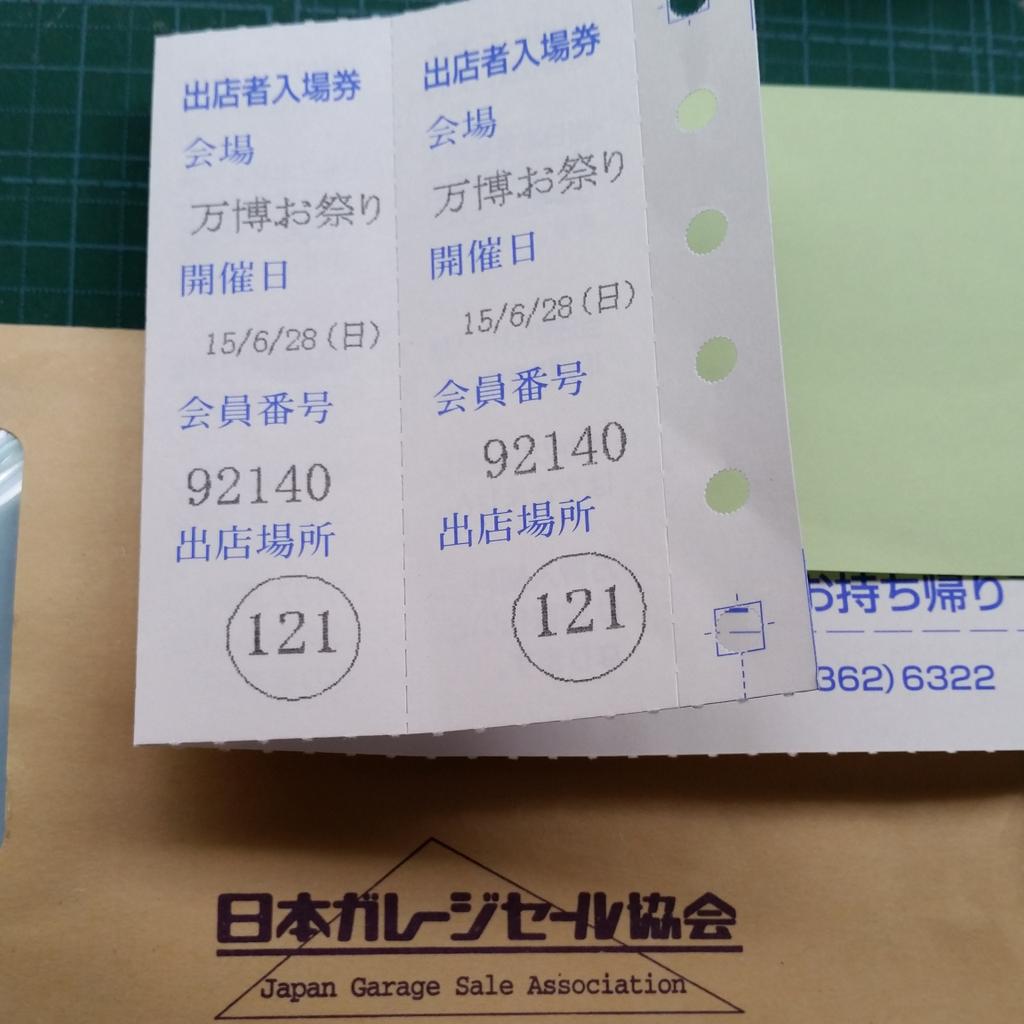 出店者入場券
会場
万博お祭り
開催日
15/6/28(日)
会員番号
92140
出店場所
121
出店者入場券
会場
万博お祭り
開催日
15/6/28(日)
会員番号
92140
出店場所
121
お持ち帰り
362)6322
日本ガレージセール協会
Japan Garage Sale Association